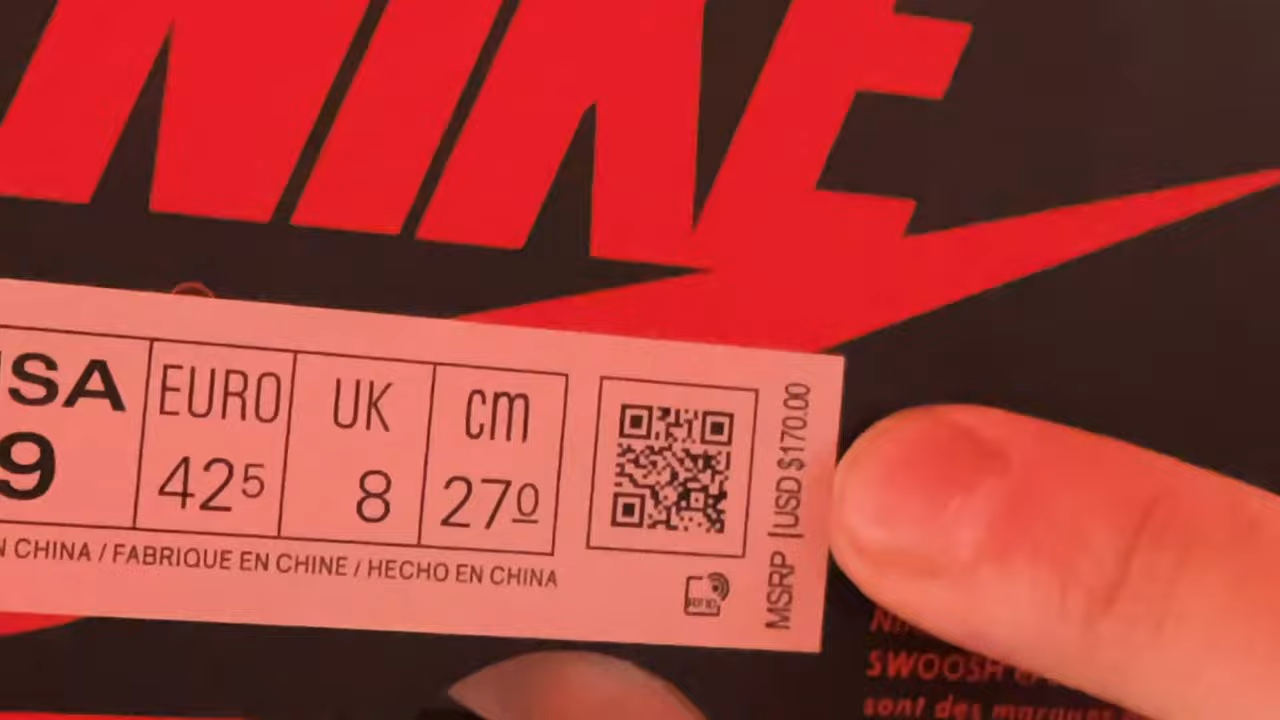 NIKE
USA EURO UK cm
9 42⁵ 8 27⁰
N CHINA / FABRIQUE EN CHINE / HECHO EN CHINA
MSRP |USD $170.00
SWOOSH
sont des marques